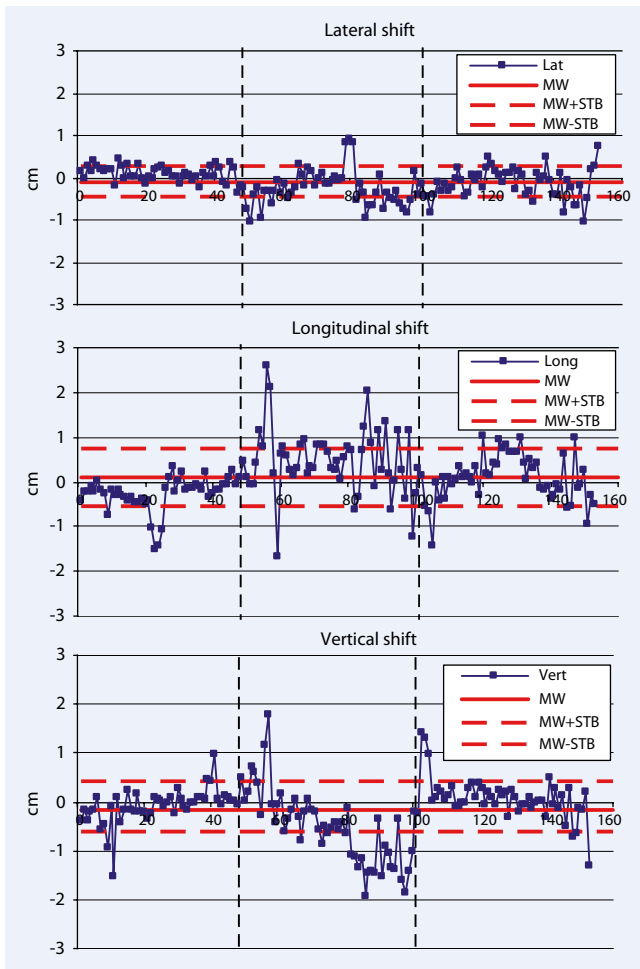 Lateral shift
3
2
1
0
-1
-2
-3
cm
0 20 40 60 80 100 120 140 160
Lat
MW
MW+STB
MW-STB
Longitudinal shift
3
2
1
0
-1
-2
-3
cm
0 20 40 60 80 100 120 140 160
Long
MW
MW+STB
MW-STB
Vertical shift
3
2
1
0
-1
-2
-3
cm
0 20 40 60 80 100 120 140 160
Vert
MW
MW+STB
MW-STB